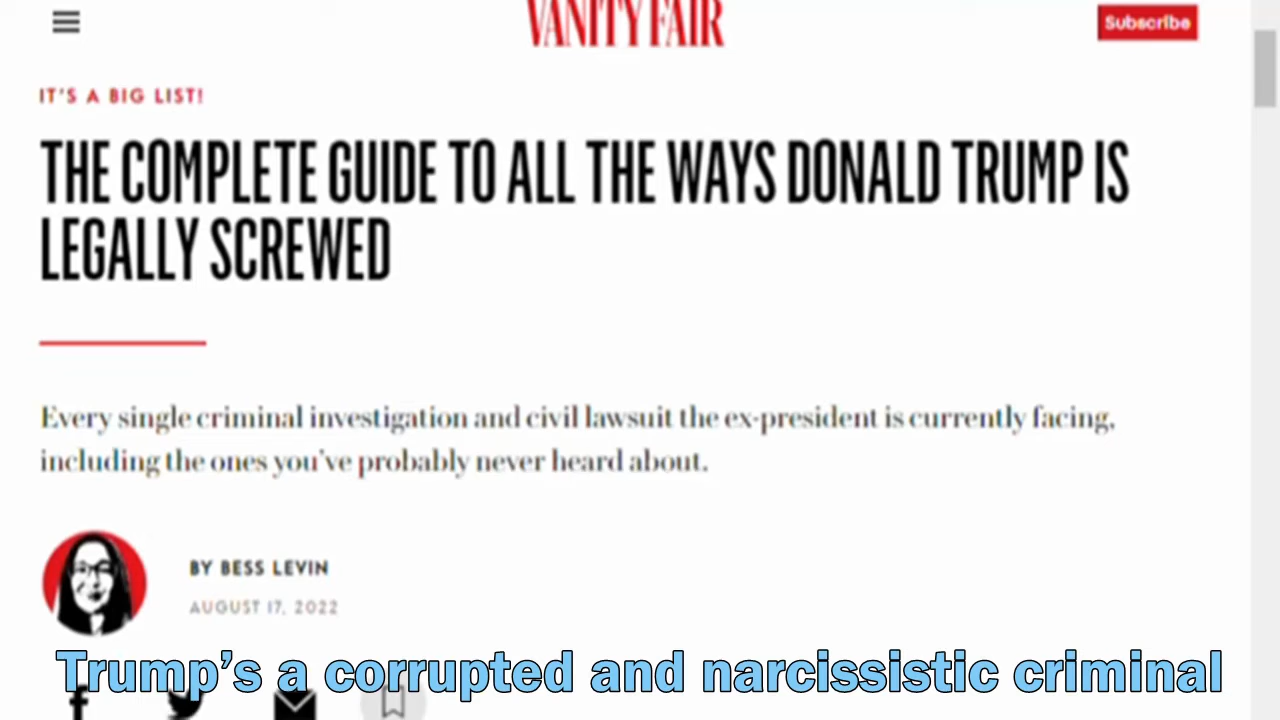 VANITY FAIR
Subscribe
IT'S A BIG LIST!
THE COMPLETE GUIDE TO ALL THE WAYS DONALD TRUMP IS
LEGALLY SCREWED
Every single criminal investigation and civil lawsuit the ex-president is currently facing,
including the ones you've probably never heard about.
BY BESS LEVIN
AUGUST 17, 2022
Trump's a corrupted and narcissistic criminal